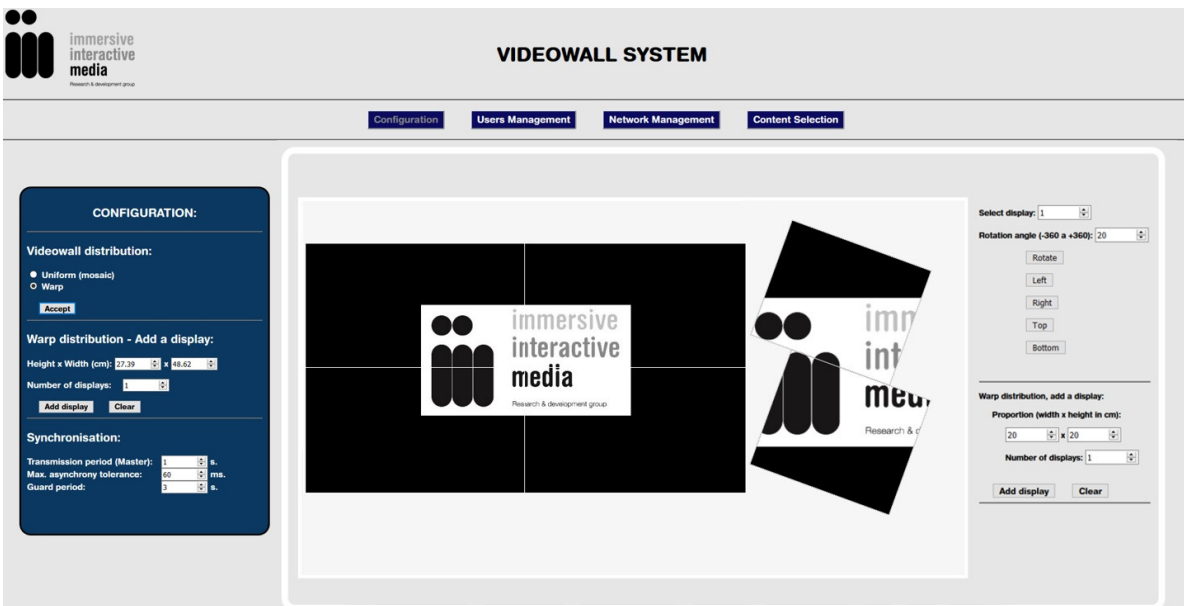 immersive
interactive
media
Research & development group
VIDEOWALL SYSTEM
Configuration
Users Management
Network Management
Content Selection
CONFIGURATION:
Videowall distribution:
Uniform (mosaic)
Warp
Accept
Warp distribution - Add a display:
Height x Width (cm): 27.39 x 48.62
Number of displays: 1
Add display Clear
Synchronisation:
Transmission period (Master): 1 s.
Max. asynchrony tolerance: 60 ms.
Guard period: 3 s.
immersive
interactive
media
Research & development group
imm
int
medi
Research & d
Select display: 1
Rotation angle (-360 a +360): 20
Rotate
Left
Right
Top
Bottom
Warp distribution, add a display:
Proportion (width x height in cm):
20 x 20
Number of displays: 1
Add display Clear